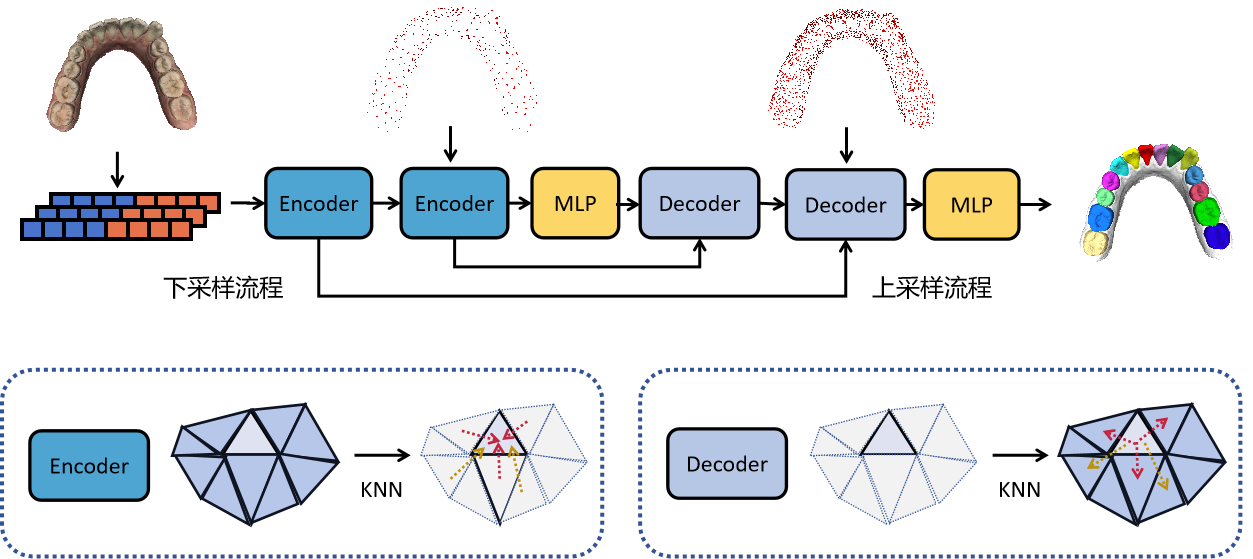 Encoder
Encoder
MLP
Decoder
Decoder
MLP
下采样流程
上采样流程
Encoder
KNN
Decoder
KNN